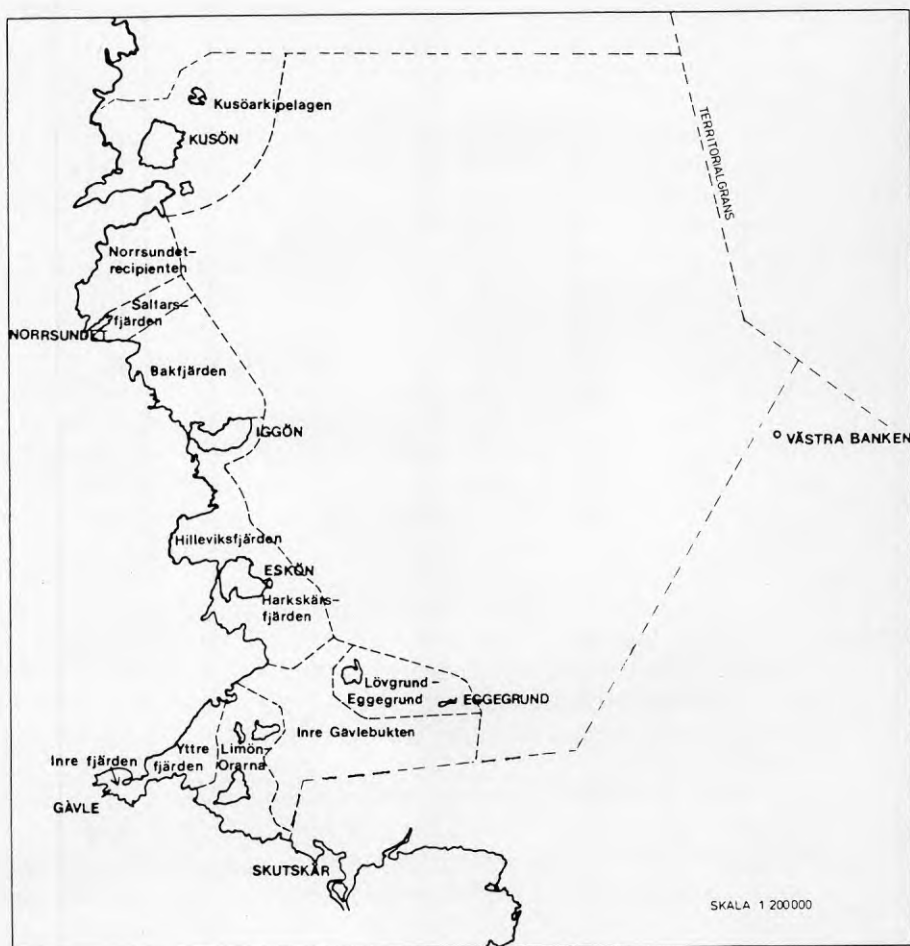 Kusöarkipelagen
KUSÖN
TERRITORIALGRANS
Norrsundet-
recipienten
Saltars-
fjärden
NORRSUNDET
Bakfjärden
IGGÖN
VÄSTRA BANKEN
Hilleviksfjärden
ESKÖN
Harkskärs-
fjärden
Lövgrund-
Eggegrund
EGGEGRUND
Inre Gävlebukten
Yttre
fjärden
Limön-
Orarna
Inre fjärden
GÄVLE
SKUTSKÄR
SKALA 1 200000